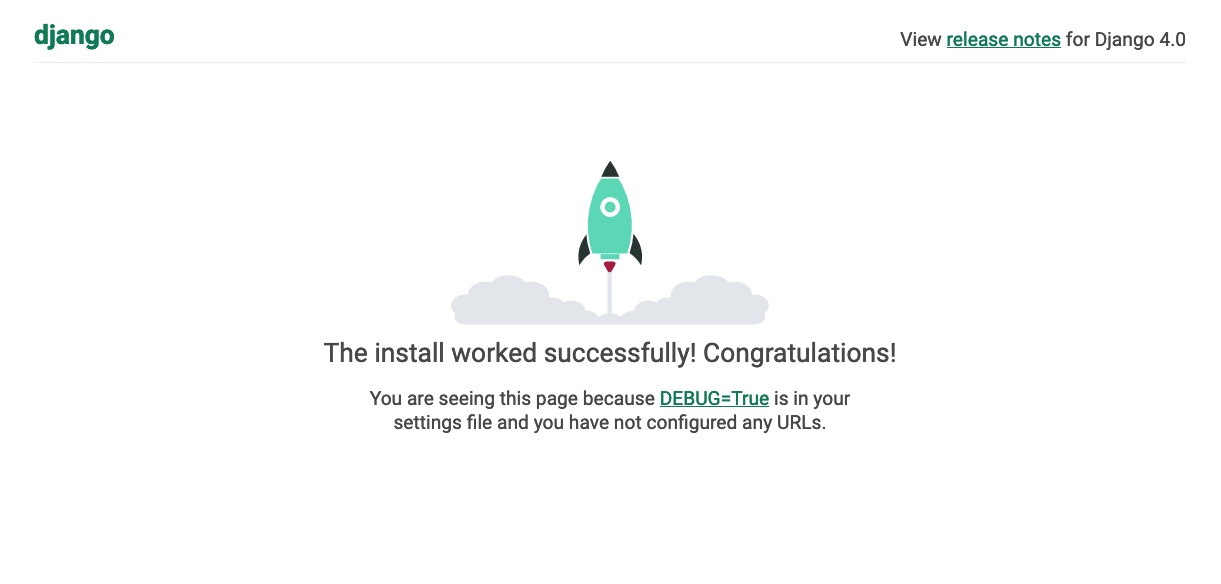 django
View release notes for Django 4.0
The install worked successfully! Congratulations!
You are seeing this page because DEBUG=True is in your
settings file and you have not configured any URLs.